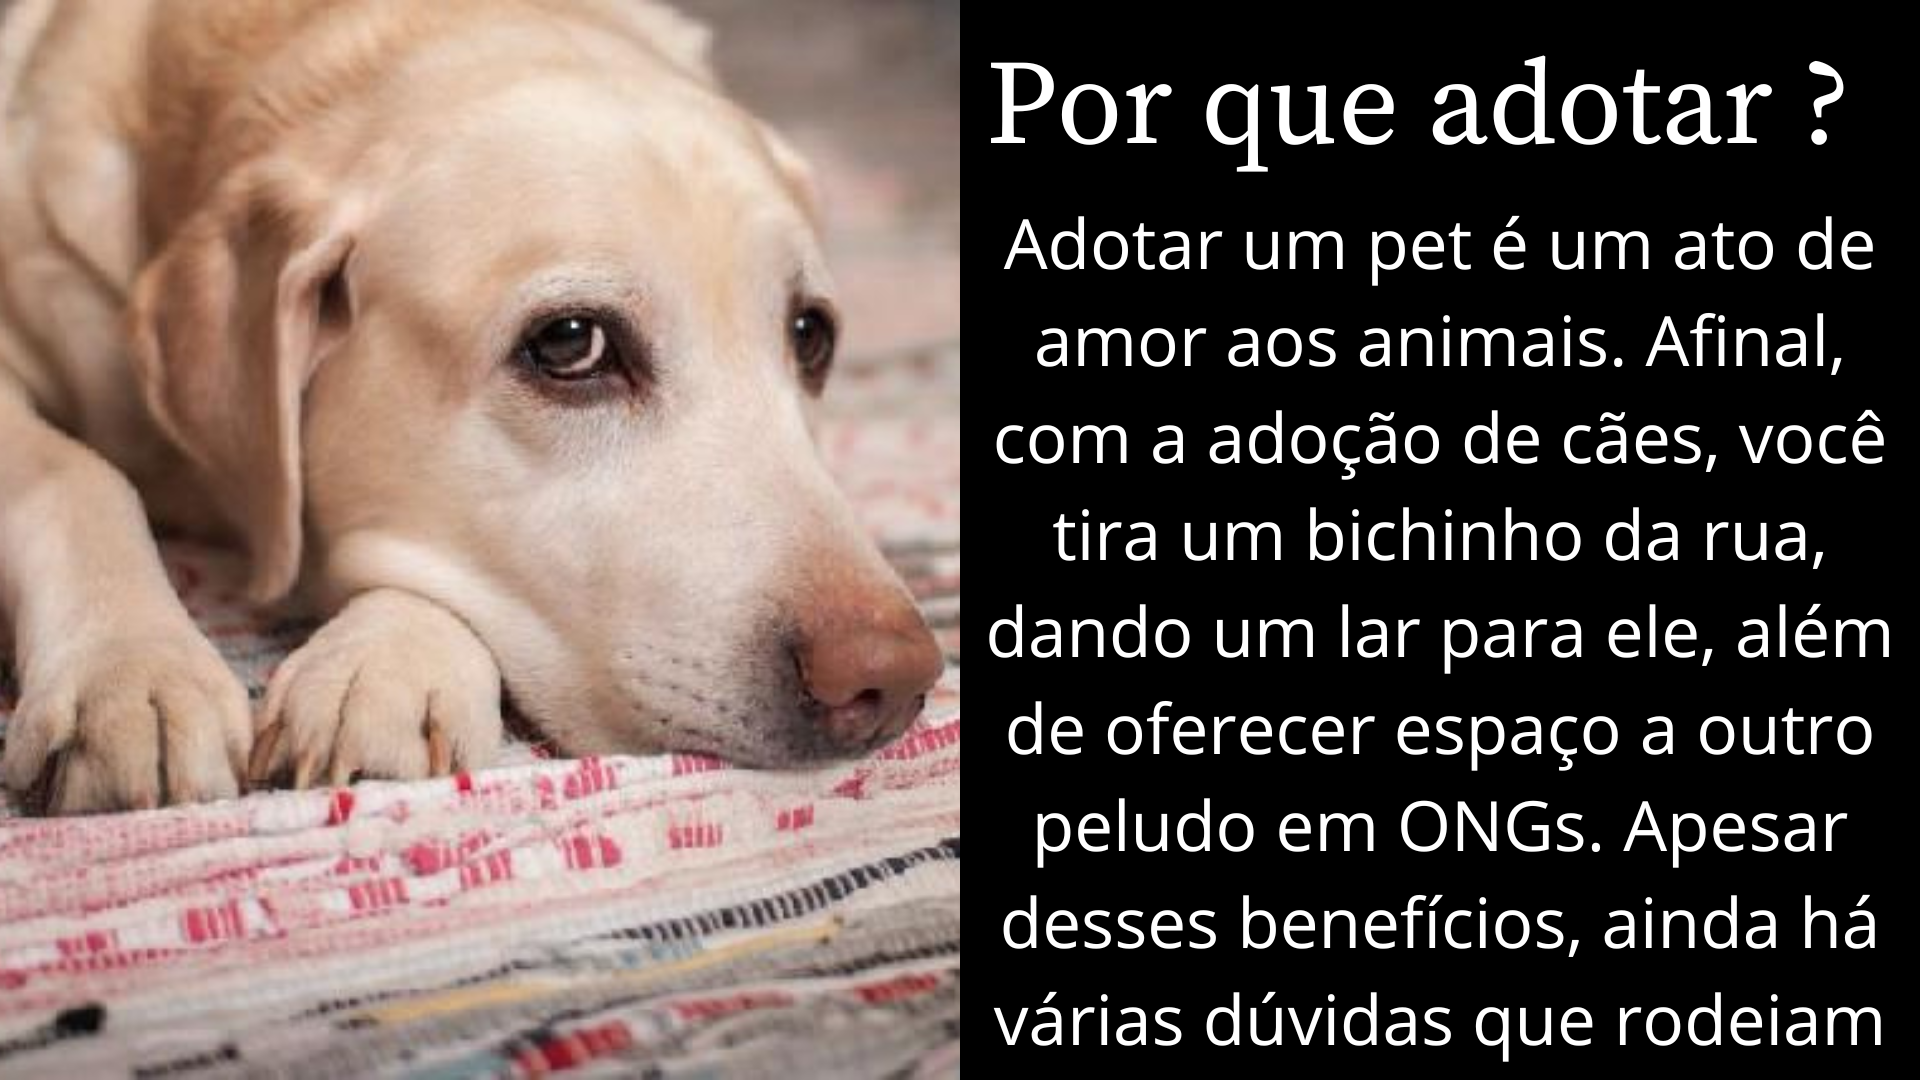 Por que adotar ?
Adotar um pet é um ato de
amor aos animais. Afinal,
com a adoção de cães, você
tira um bichinho da rua,
dando um lar para ele, além
de oferecer espaço a outro
peludo em ONGs. Apesar
desses benefícios, ainda há
várias dúvidas que rodeiam